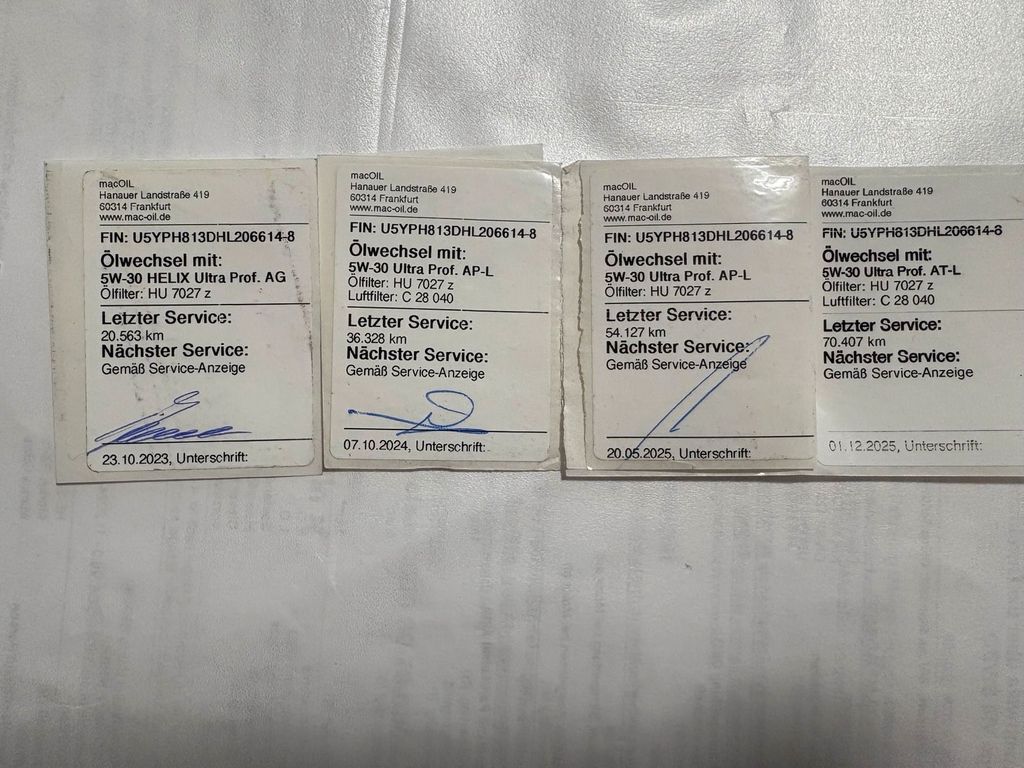 macOIL
Hanauer Landstraße 419
60314 Frankfurt
www.mac-oil.de
FIN: U5YPH813DHL206614-8
Ölwechsel mit:
5W-30 HELIX Ultra Prof. AG
Ölfilter: HU 7027 z
Letzter Service:
20.563 km
Nächster Service:
Gemäß Service-Anzeige
23.10.2023, Unterschrift:
macOIL
Hanauer Landstraße 419
60314 Frankfurt
www.mac-oil.de
FIN: U5YPH813DHL206614-8
Ölwechsel mit:
5W-30 Ultra Prof. AP-L
Ölfilter: HU 7027 z
Luftfilter: C 28 040
Letzter Service:
36.328 km
Nächster Service:
Gemäß Service-Anzeige
07.10.2024, Unterschrift:
macOIL
Hanauer Landstraße 419
60314 Frankfurt
www.mac-oil.de
FIN: U5YPH813DHL206614-8
Ölwechsel mit:
5W-30 Ultra Prof. AP-L
Ölfilter: HU 7027 z
Letzter Service:
54.127 km
Nächster Service:
Gemäß Service-Anzeige
20.05.2025, Unterschrift:
macOIL
Hanauer Landstraße 419
60314 Frankfurt
www.mac-oil.de
FIN: U5YPH813DHL206614-8
Ölwechsel mit:
5W-30 Ultra Prof. AT-L
Ölfilter: HU 7027 z
Luftfilter: C 28 040
Letzter Service:
70.407 km
Nächster Service:
Gemäß Service-Anzeige
01.12.2025, Unterschrift: